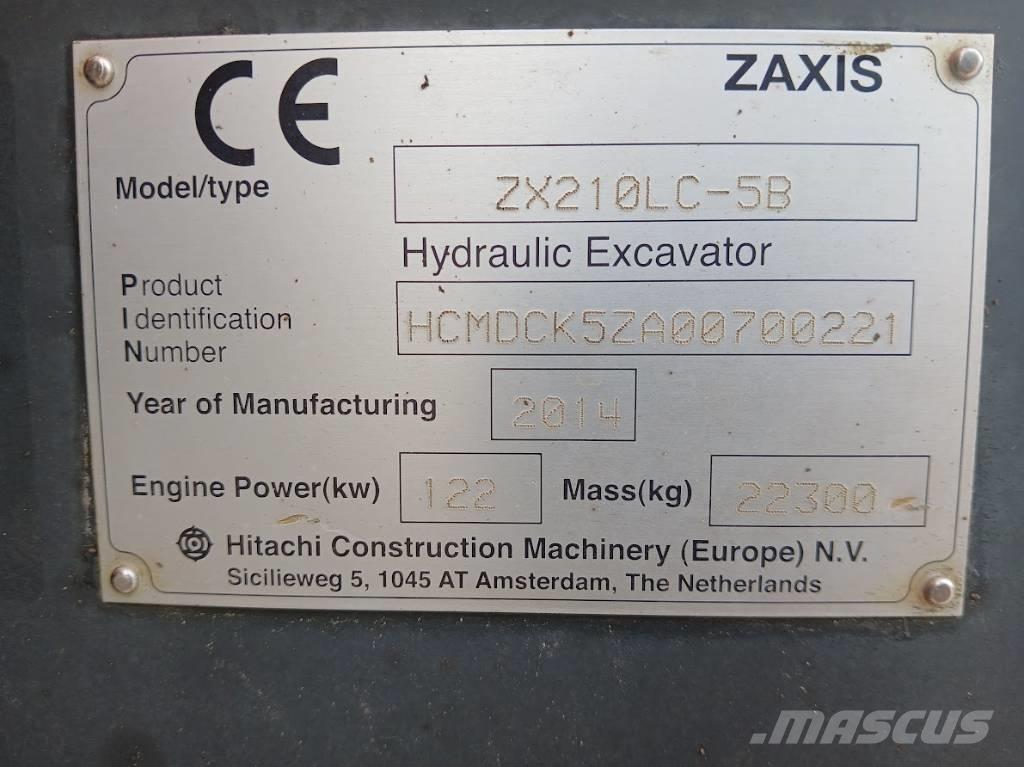 CE ZAXIS
Model/type ZX210LC-5B
Hydraulic Excavator
Product
Identification HCMDCK5ZA00700221
Number
Year of Manufacturing 2014
Engine Power(kw) 122 Mass(kg) 22300
Hitachi Construction Machinery (Europe) N.V.
Sicilieweg 5, 1045 AT Amsterdam, The Netherlands
MASCUS